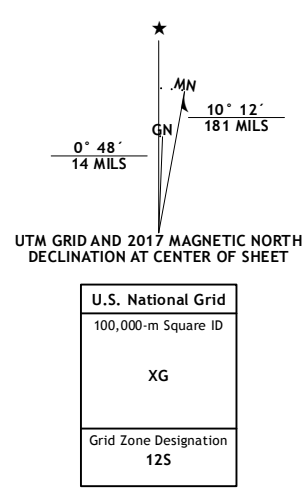 MN
10° 12´
181 MILS
GN
0° 48´
14 MILS
UTM GRID AND 2017 MAGNETIC NORTH
DECLINATION AT CENTER OF SHEET
U.S. National Grid
100,000-m Square ID
XG
Grid Zone Designation
12S